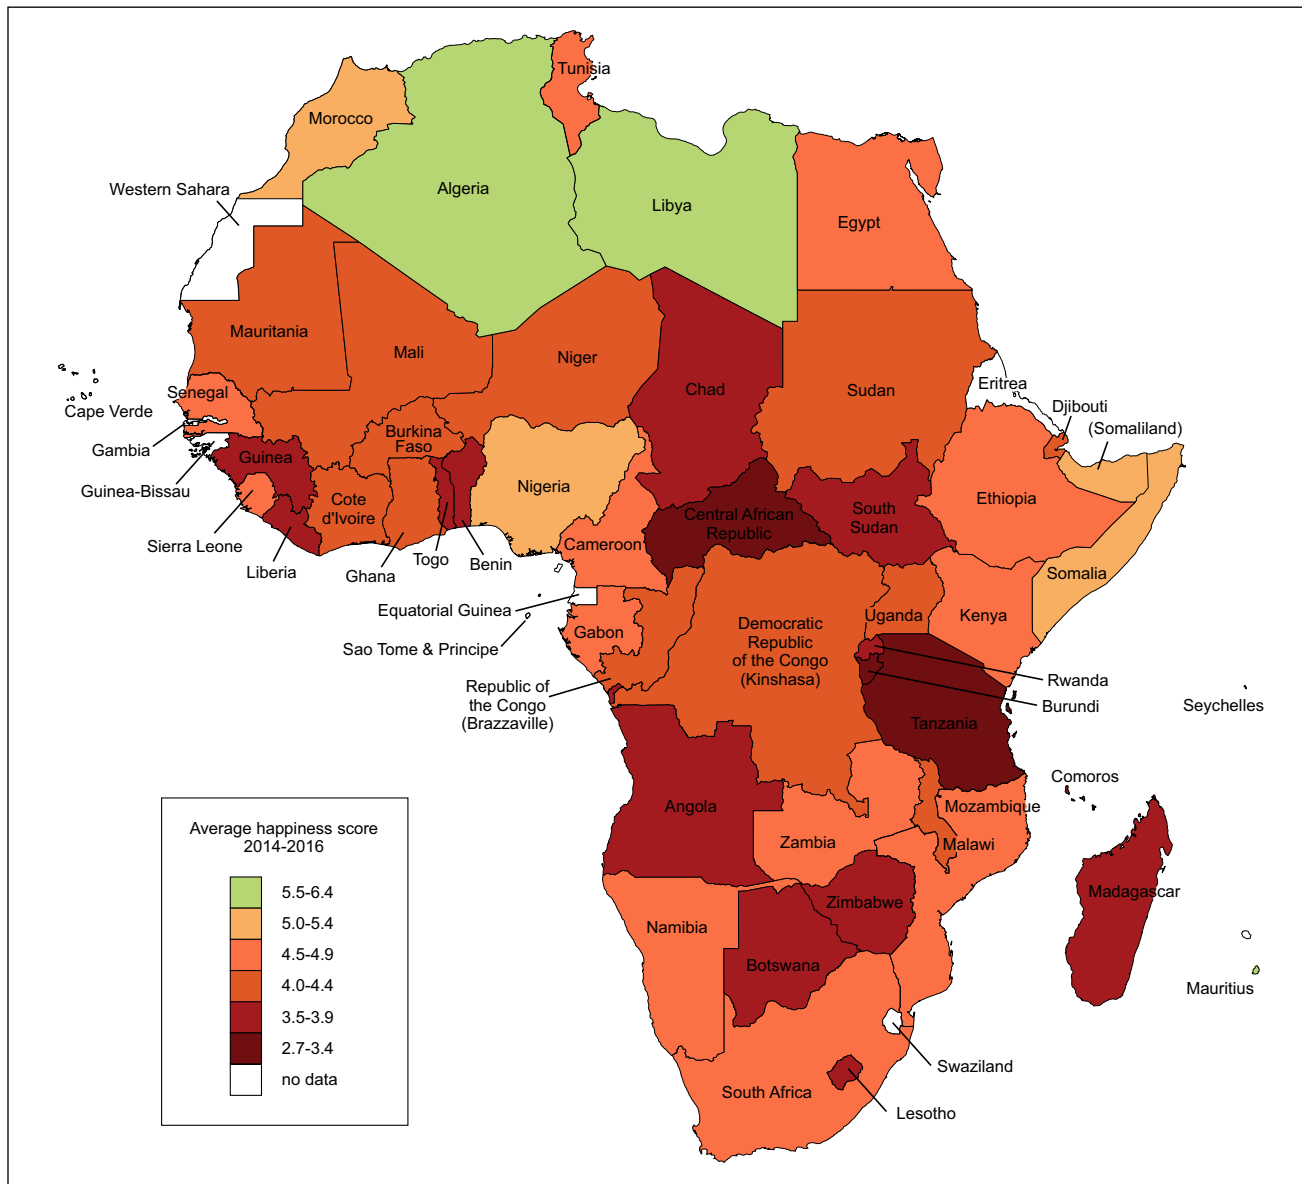 Tunisia
Morocco
Western Sahara
Algeria
Libya
Egypt
Mauritania
Mali
Niger
Chad
Sudan
Eritrea
Senegal
Cape Verde
Djibouti
(Somaliland)
Gambia
Guinea
Burkina
Faso
Guinea-Bissau
Nigeria
Cote
d'Ivoire
Ethiopia
Central African
Republic
South
Sudan
Sierra Leone
Liberia
Ghana
Togo
Benin
Cameroon
Somalia
Equatorial Guinea
Uganda
Kenya
Gabon
Sao Tome & Principe
Democratic
Republic
of the Congo
(Kinshasa)
Republic of
the Congo
(Brazzaville)
Rwanda
Burundi
Seychelles
Tanzania
Comoros
Angola
Mozambique
Zambia
Malawi
Madagascar
Zimbabwe
Namibia
Botswana
Mauritius
Swaziland
South Africa
Lesotho
Average happiness score
2014-2016
5.5-6.4
5.0-5.4
4.5-4.9
4.0-4.4
3.5-3.9
2.7-3.4
no data